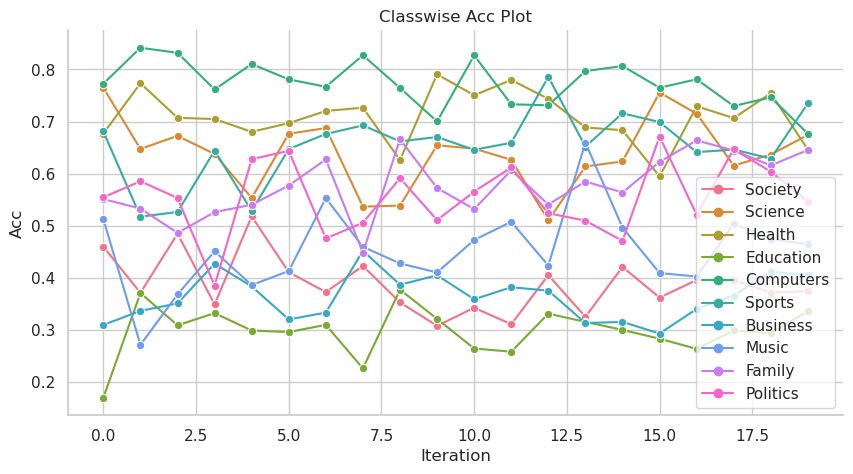 Classwise Acc Plot
Acc
0.8
0.7
0.6
0.5
0.4
0.3
0.2
0.0
2.5
5.0
7.5
10.0
12.5
15.0
17.5
Iteration
Society
Science
Health
Education
Computers
Sports
Business
Music
Family
Politics